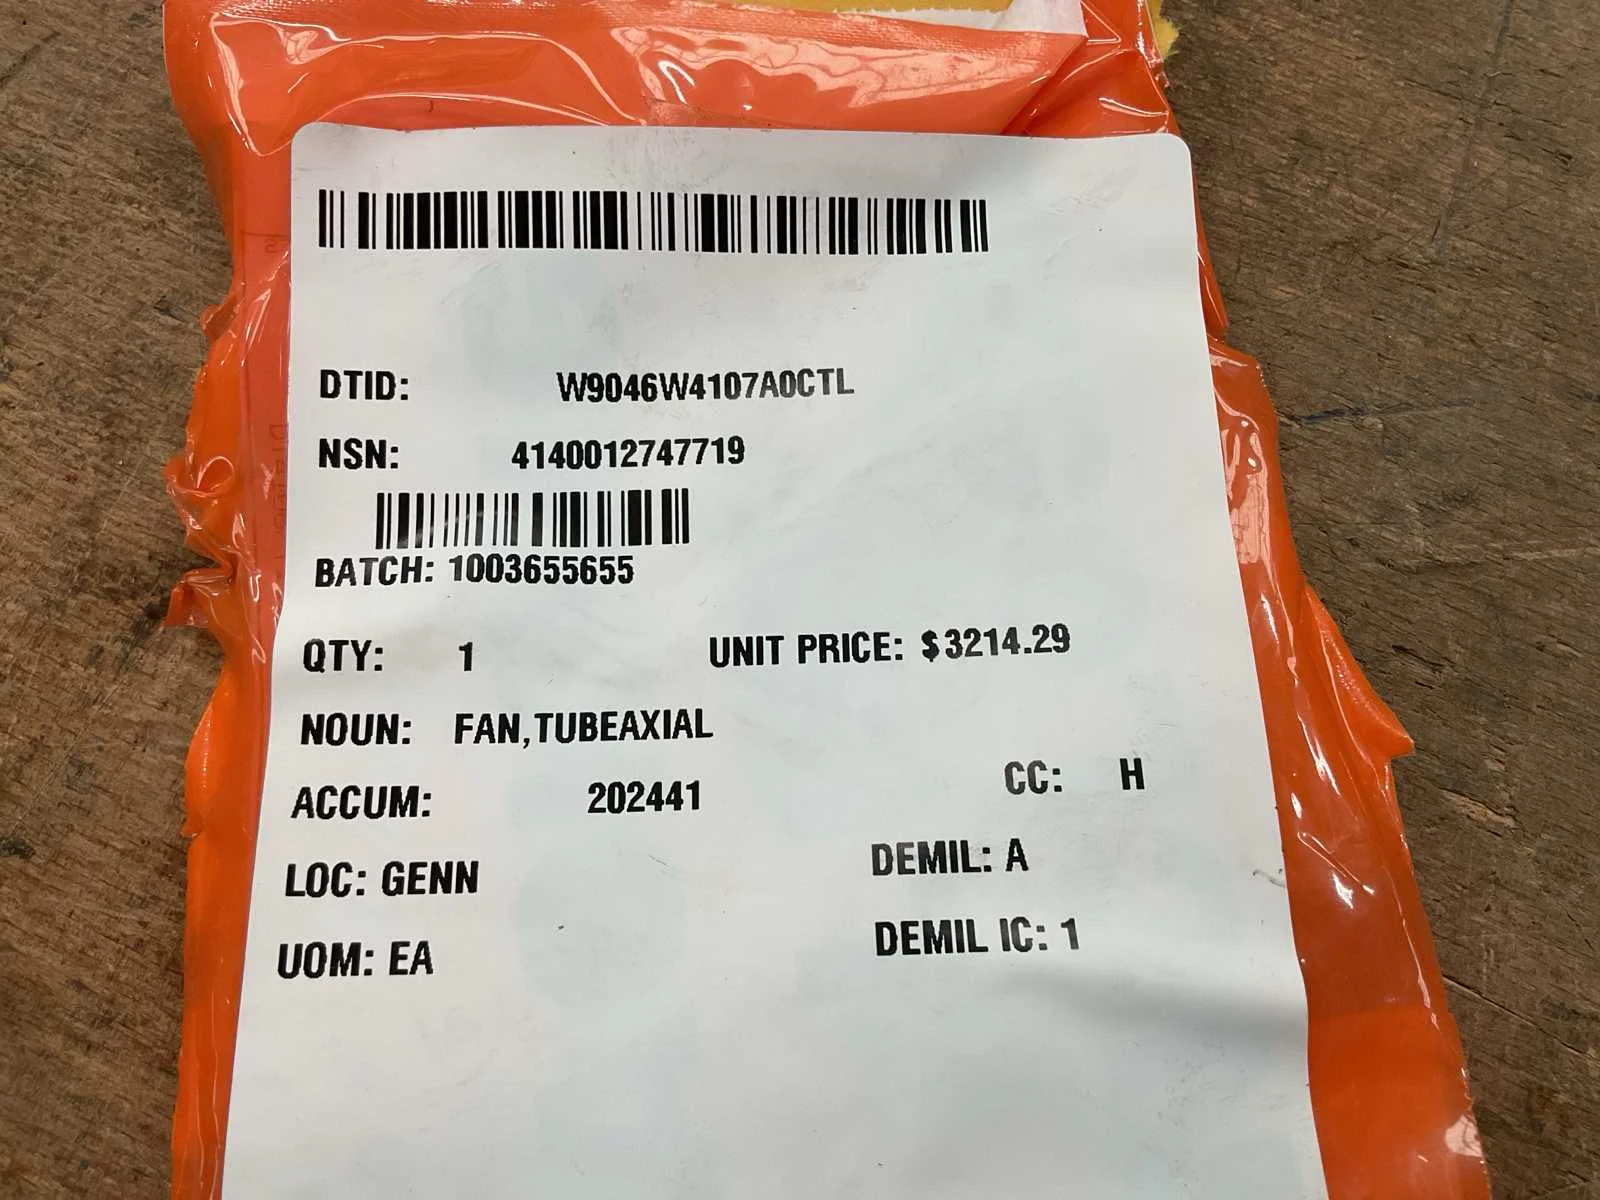 DTID: W9046W4107A0CTL
NSN: 4140012747719
BATCH: 1003655655
QTY: 1 UNIT PRICE: $3214.29
NOUN: FAN,TUBEAXIAL
ACCUM: 202441 CC: H
LOC: GENN DEMIL: A
UOM: EA DEMIL IC: 1